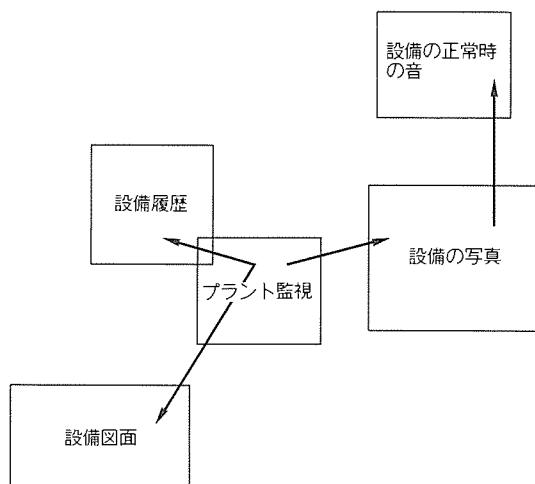 設備の正常時
の音
設備履歴
設備の写真
プラント監視
設備図面